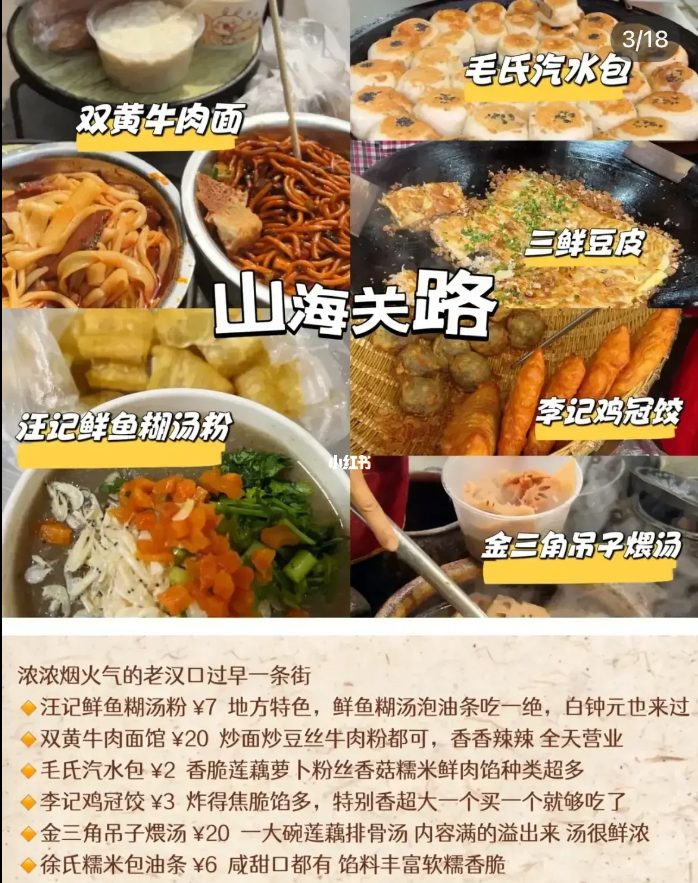 3/18
双黄牛肉面
毛氏汽水包
三鲜豆皮
山海关路
汪记鲜鱼糊汤粉
李记鸡冠饺
小红书
金三角吊子煨汤
浓浓烟火气的老汉口过早一条街
🔸汪记鲜鱼糊汤粉 ¥7 地方特色，鲜鱼糊汤泡油条吃一绝，白钟元也来过
🔸双黄牛肉面馆 ¥20 炒面炒豆丝牛肉粉都可，香香辣辣 全天营业
🔸毛氏汽水包 ¥2 香脆莲藕萝卜粉丝香菇糯米鲜肉馅种类超多
🔸李记鸡冠饺 ¥3 炸得焦脆馅多，特别香超大一个买一个就够吃了
🔸金三角吊子煨汤 ¥20 一大碗莲藕排骨汤 内容满的溢出来 汤很鲜浓
🔸徐氏糯米包油条 ¥6 咸甜口都有 馅料丰富软糯香脆